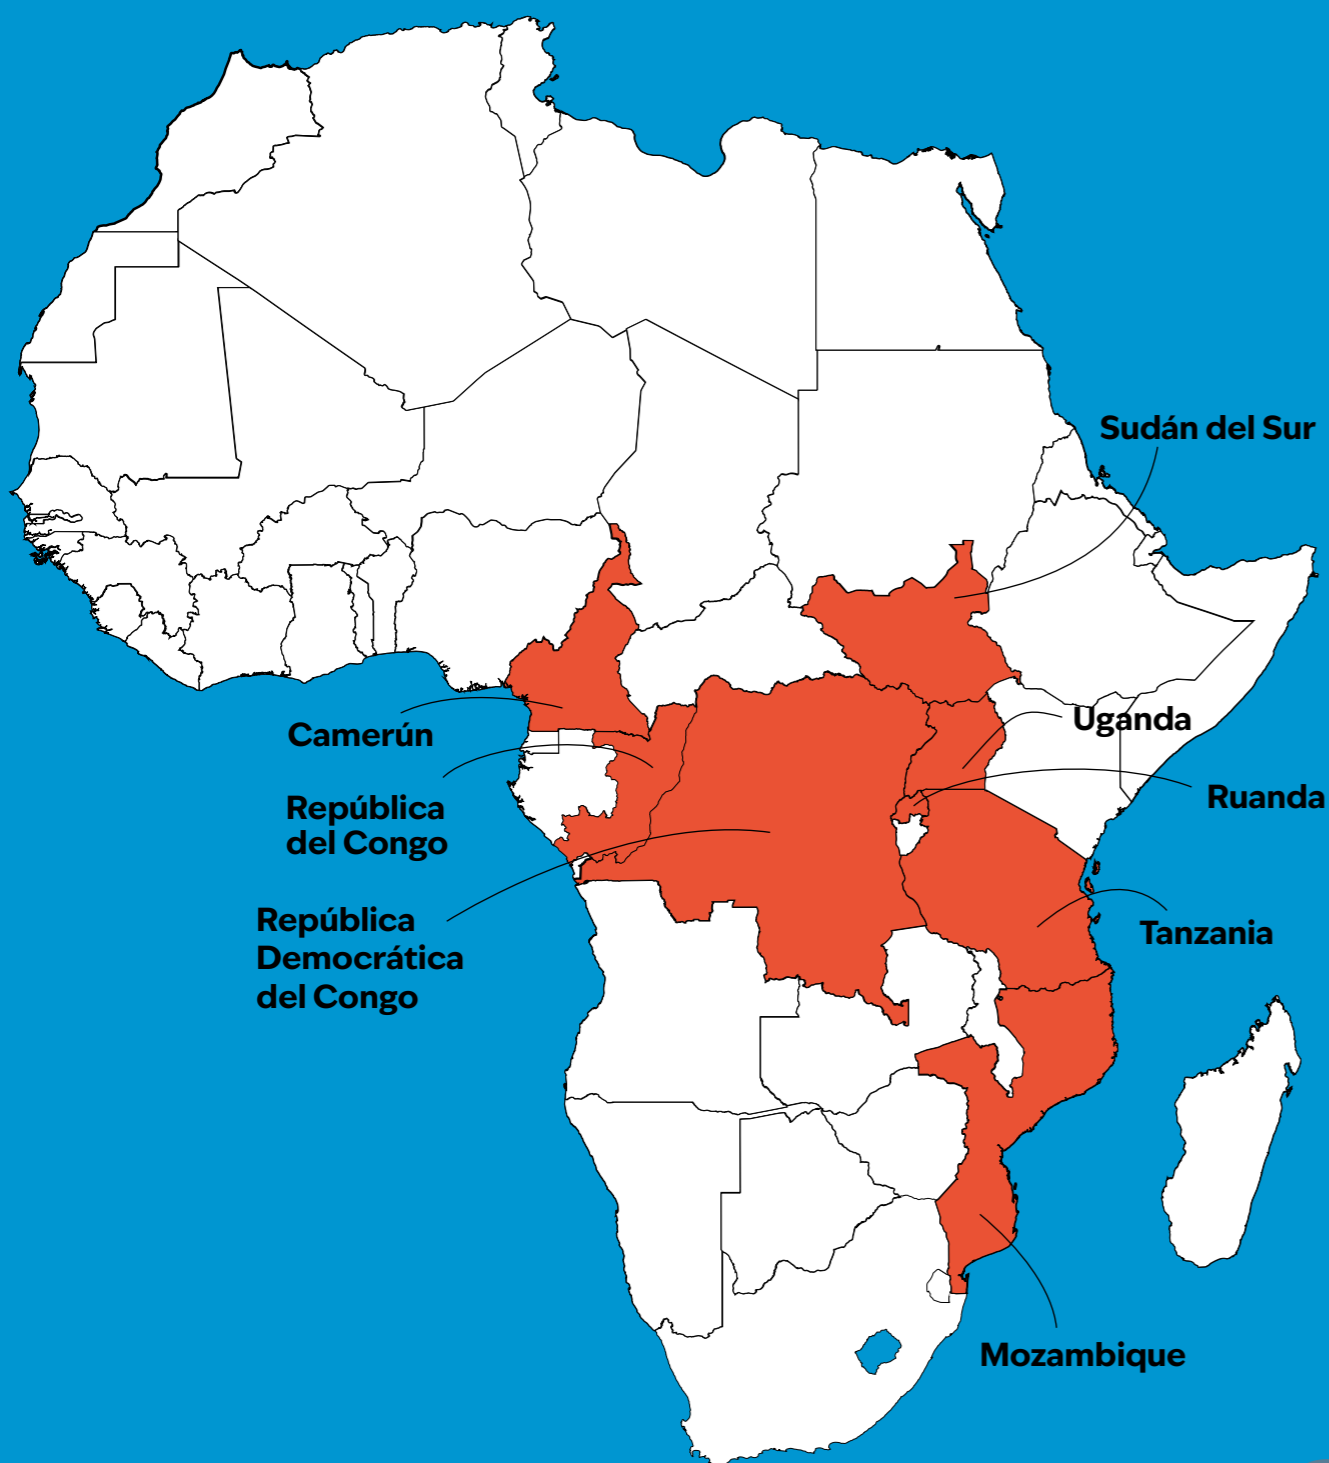 Sudán del Sur
Uganda
Camerún
Ruanda
República
del Congo
República
Democrática
del Congo
Tanzania
Mozambique